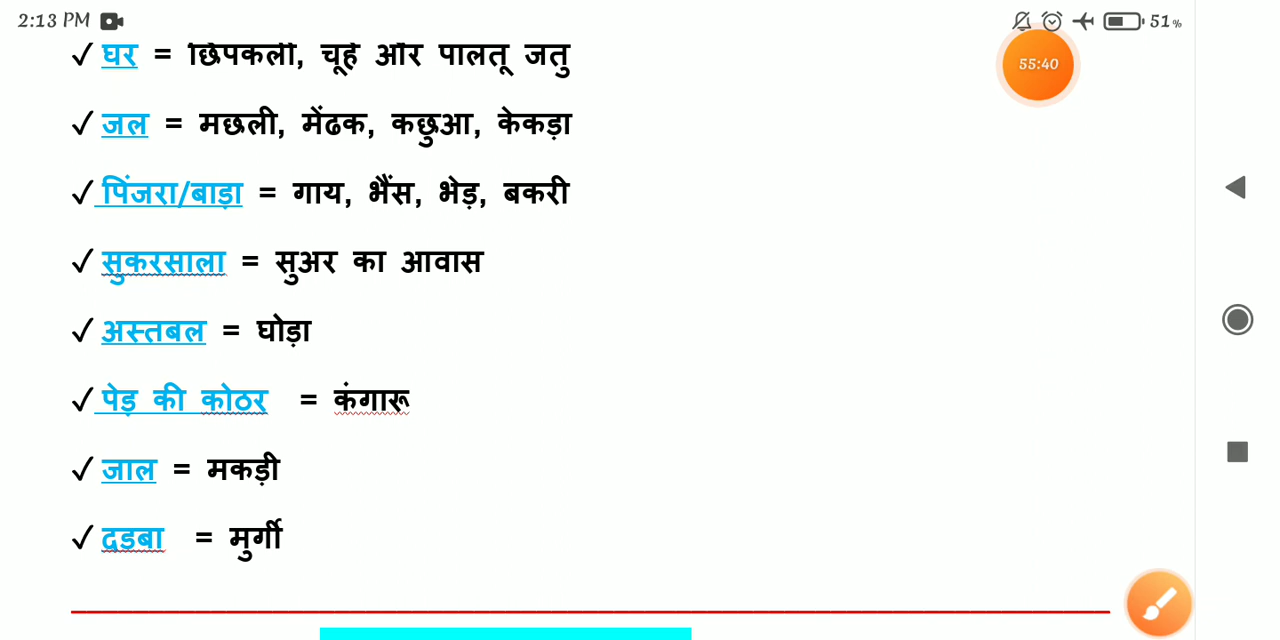 2:13 PM 51%
✓ घर = छिपकली, चूहे और पालतू जंतु
55:40
✓ जल = मछली, मेंढक, कछुआ, केकड़ा
✓ पिंजरा/बाड़ा = गाय, भैंस, भेड़, बकरी
✓ सुकरसाला = सुअर का आवास
✓ अस्तबल = घोड़ा
✓ पेड़ की कोठर = कंगारू
✓ जाल = मकड़ी
✓ दडबा = मुर्गी